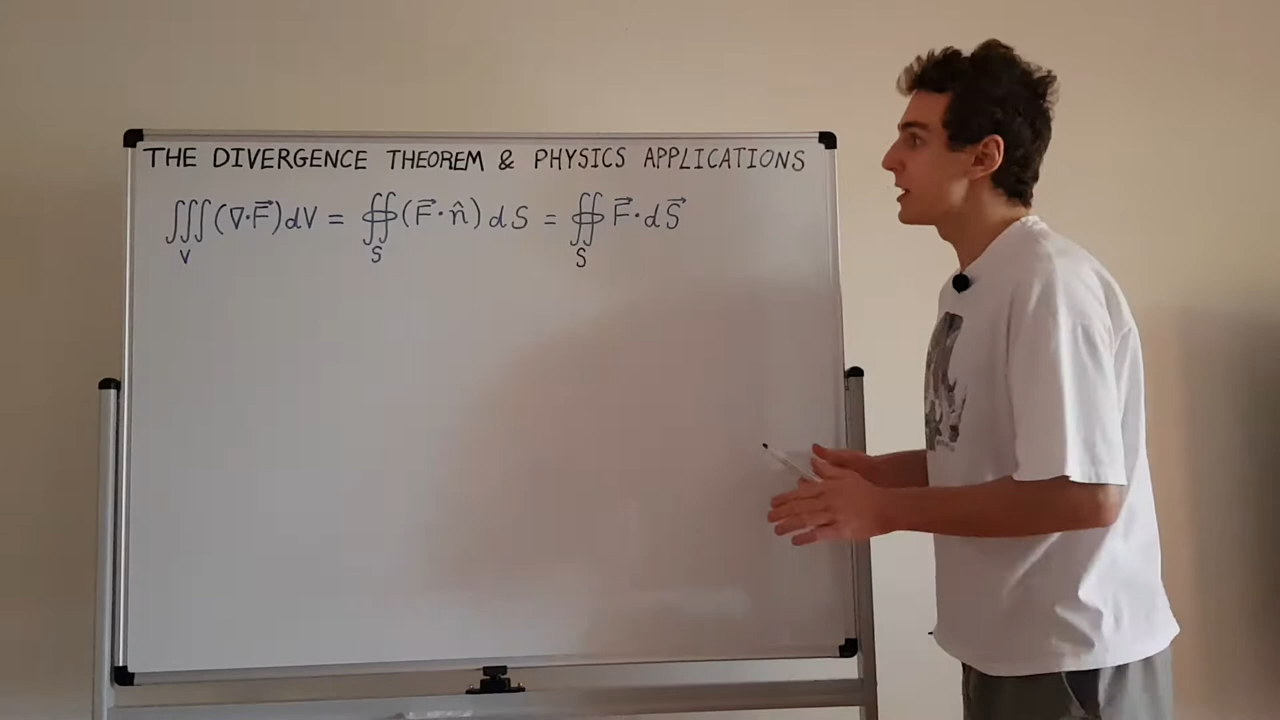 THE DIVERGENCE THEOREM & PHYSICS APPLICATIONS
∭_V (∇·F⃗)dV = ∯_S (F⃗·n̂)dS = ∯_S F⃗·dS⃗